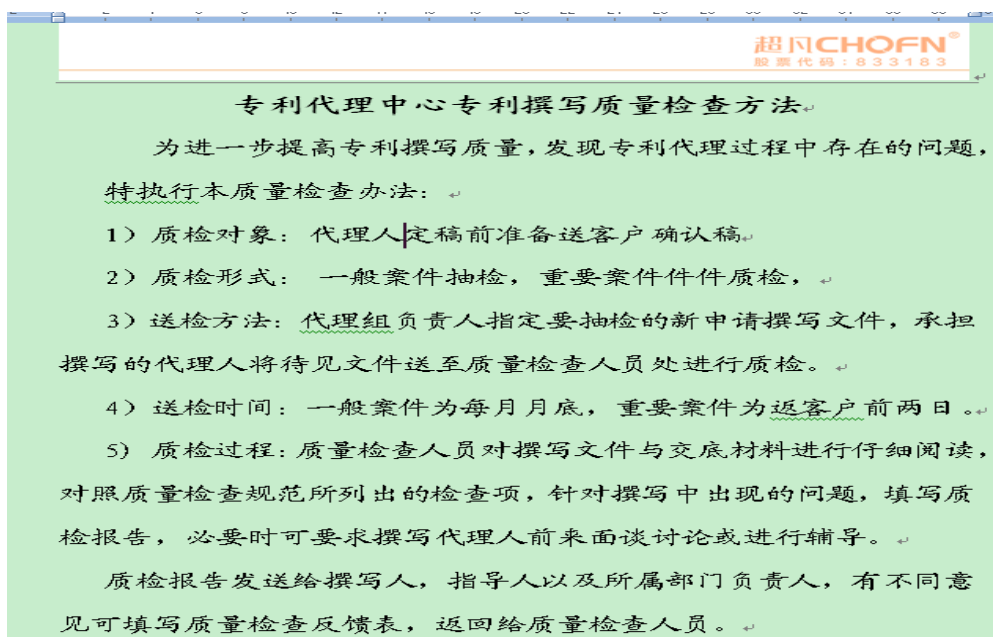 超凡CHOFN®
股票代码:833183
专利代理中心专利撰写质量检查方法
为进一步提高专利撰写质量,发现专利代理过程中存在的问题,
特执行本质量检查办法:
1)质检对象:代理人定稿前准备送客户确认稿
2)质检形式: 一般案件抽检,重要案件件件质检,
3)送检方法:代理组负责人指定要抽检的新申请撰写文件,承担
撰写的代理人将待见文件送至质量检查人员处进行质检。
4)送检时间:一般案件为每月月底,重要案件为返客户前两日。
5) 质检过程:质量检查人员对撰写文件与交底材料进行仔细阅读,
对照质量检查规范所列出的检查项,针对撰写中出现的问题,填写质
检报告,必要时可要求撰写代理人前来面谈讨论或进行辅导。
质检报告发送给撰写人,指导人以及所属部门负责人,有不同意
见可填写质量检查反馈表,返回给质量检查人员。